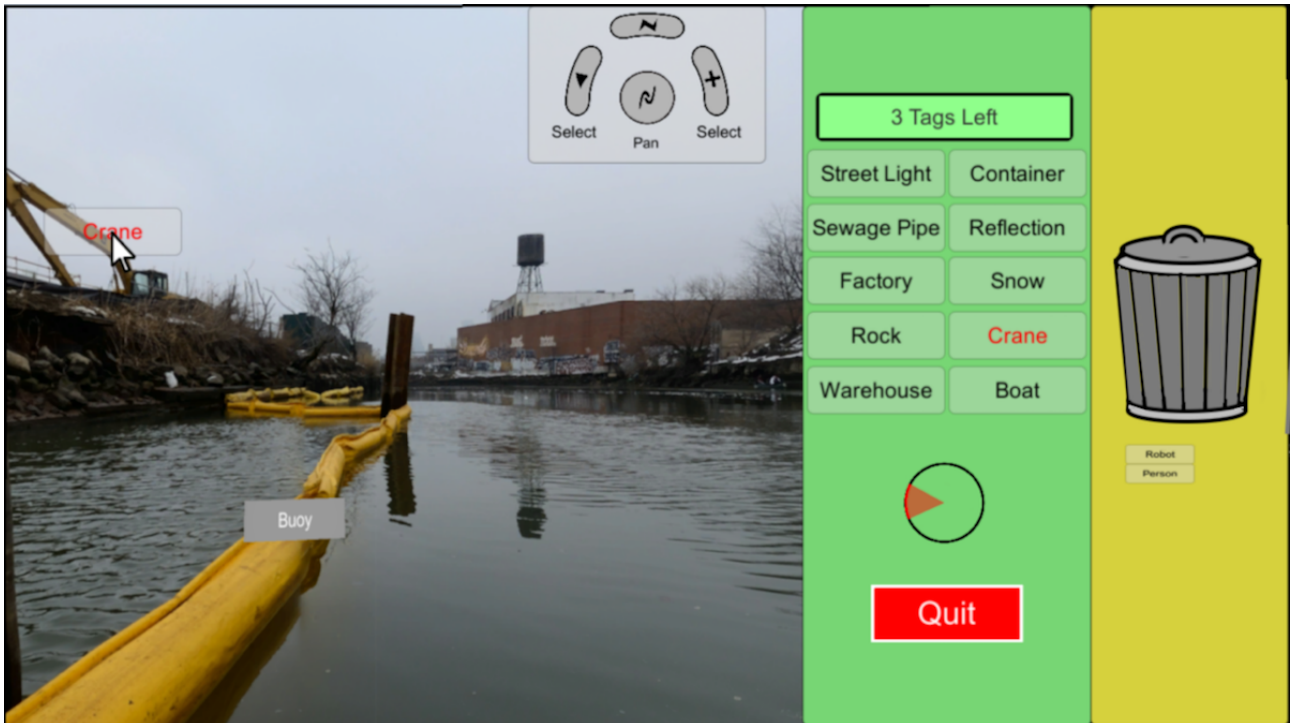 Select
Pan
Select
Crane
Buoy
3 Tags Left
Street Light
Container
Sewage Pipe
Reflection
Factory
Snow
Rock
Crane
Warehouse
Boat
Quit
Robot
Person